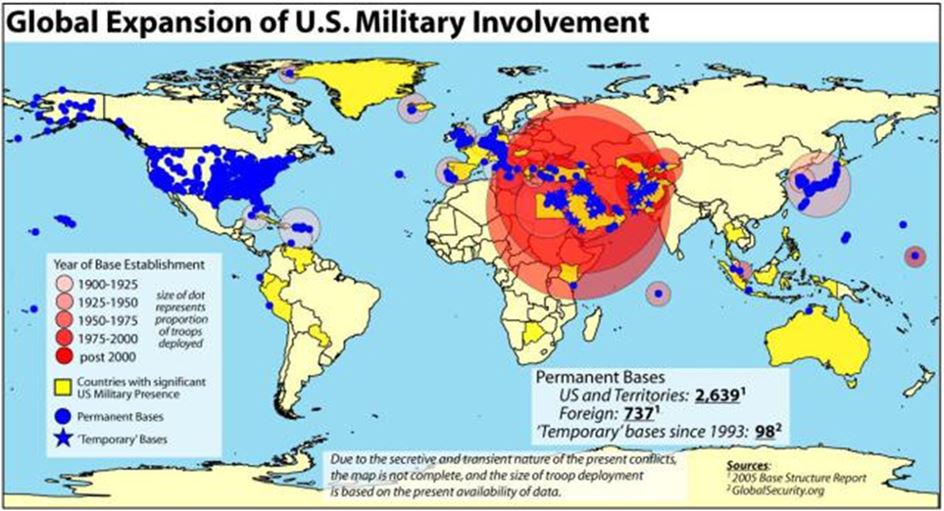 Global Expansion of U.S. Military Involvement
Year of Base Establishment
1900-1925
1925-1950
1950-1975
1975-2000
post 2000
size of dot
represents
proportion
of troops
deployed
Countries with significant
US Military Presence
Permanent Bases
'Temporary' Bases
Permanent Bases
US and Territories: 2,639¹
Foreign: 737¹
'Temporary' bases since 1993: 98²
Due to the secretive and transient nature of the present conflicts,
the map is not complete, and the size of troop deployment
is based on the present availability of data.
Sources:
¹ 2005 Base Structure Report
² GlobalSecurity.org